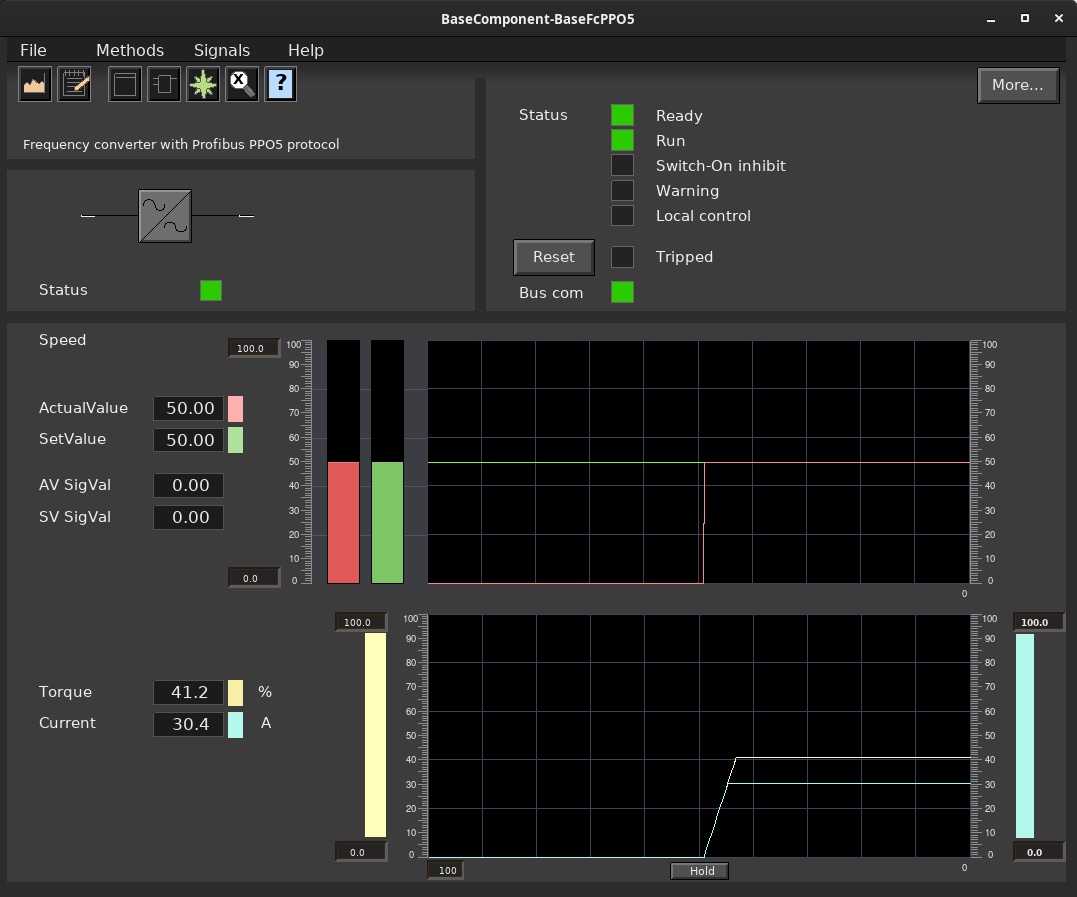 BaseComponent-BaseFcPPO5
File Methods Signals Help
X ? More...
Status Ready
Run
Frequency converter with Profibus PPO5 protocol
Switch-On inhibit
Warning
Local control
Reset Tripped
Status Bus com
Speed
100.0
100 100
90 90
80 80
70 70
60 60
50 50
40 40
30 30
20 20
10 10
0 0
ActualValue 50.00
SetValue 50.00
AV SigVal 0.00
SV SigVal 0.00
0.0
0
100.0 100.0
100 100
90 90
80 80
70 70
60 60
50 50
40 40
30 30
20 20
10 10
0 0
Torque 41.2 %
Current 30.4 A
0.0 0.0
100 Hold 0